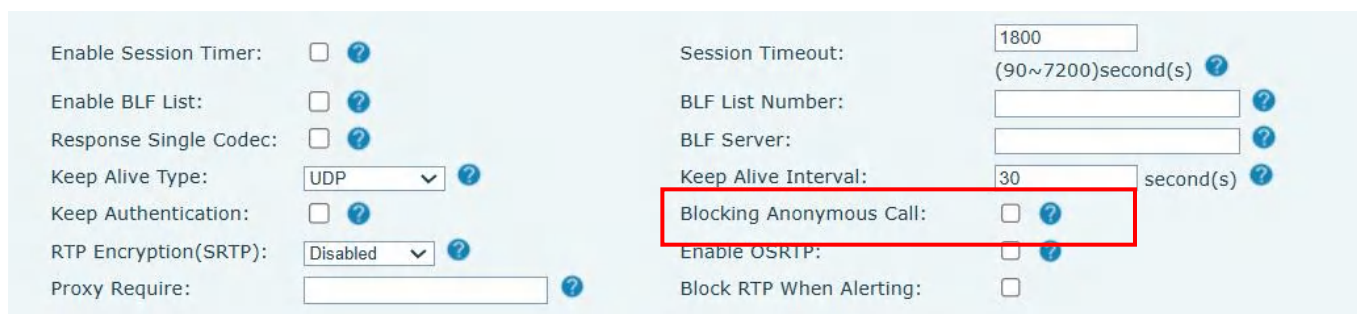 Enable Session Timer: ? Session Timeout: 1800
(90~7200)second(s) ?
Enable BLF List: ? BLF List Number: ?
Response Single Codec: ? BLF Server: ?
Keep Alive Type: UDP ? Keep Alive Interval: 30 second(s) ?
Keep Authentication: ? Blocking Anonymous Call: ?
RTP Encryption(SRTP): Disabled ? Enable OSRTP: ?
Proxy Require: ? Block RTP When Alerting: